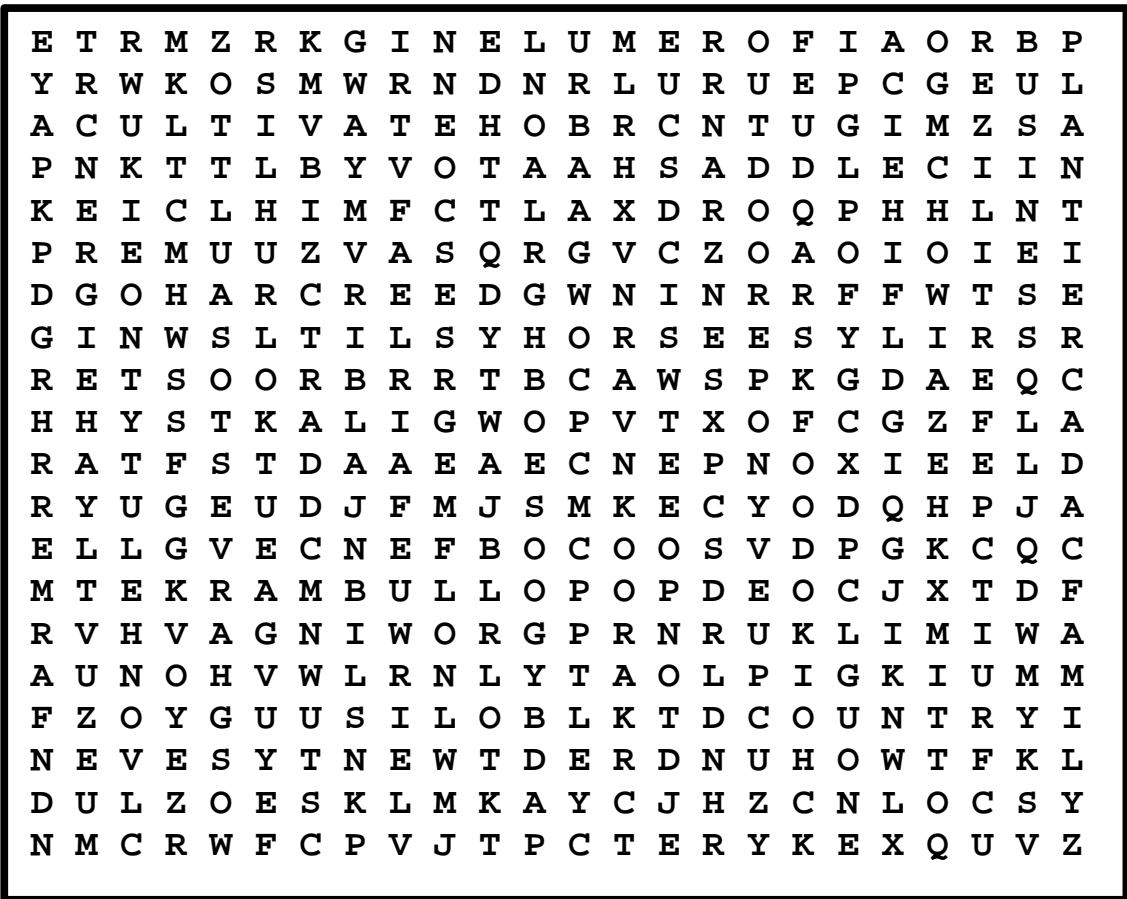 E T R M Z R K G I N E L U M E R O F I A O R B P
Y R W K O S M W R N D N R L U R U E P C G E U L
A C U L T I V A T E H O B R C N T U G I M Z S A
P N K T T L B Y V O T A A H S A D D L E C I I N
K E I C L H I M F C T L A X D R O Q P H H L N T
P R E M U U Z V A S Q R G V C Z O A O I O I E I
D G O H A R C R E E D G W N I N R R F F W T S E
G I N W S L T I L S Y H O R S E E S Y L I R S R
R E T S O O R B R R T B C A W S P K G D A E Q C
H H Y S T K A L I G W O P V T X O F C G Z F L A
R A T F S T D A A E A E C N E P N O X I E E L D
R Y U G E U D J F M J S M K E C Y O D Q H P J A
E L L G V E C N E F B O C O O S V D P G K C Q C
M T E K R A M B U L L O P O P D E O C J X T D F
R V H V A G N I W O R G P R N R U K L I M I W A
A U N O H V W L R N L Y T A O L P I G K I U M M
F Z O Y G U U S I L O B L K T D C O U N T R Y I
N E V E S Y T N E W T D E R D N U H O W T F K L
D U L Z O E S K L M K A Y C J H Z C N L O C S Y
N M C R W F C P V J T P C T E R Y K E X Q U V Z